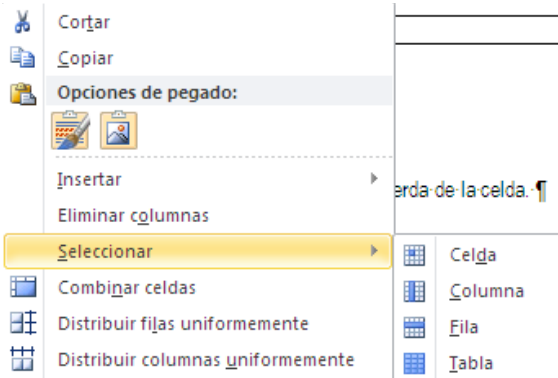 Cortar
Copiar
Opciones de pegado:
Insertar
erda de la celda. ¶
Eliminar columnas
Seleccionar
Celda
Combinar celdas
Columna
Distribuir filas uniformemente
Fila
Distribuir columnas uniformemente
Tabla